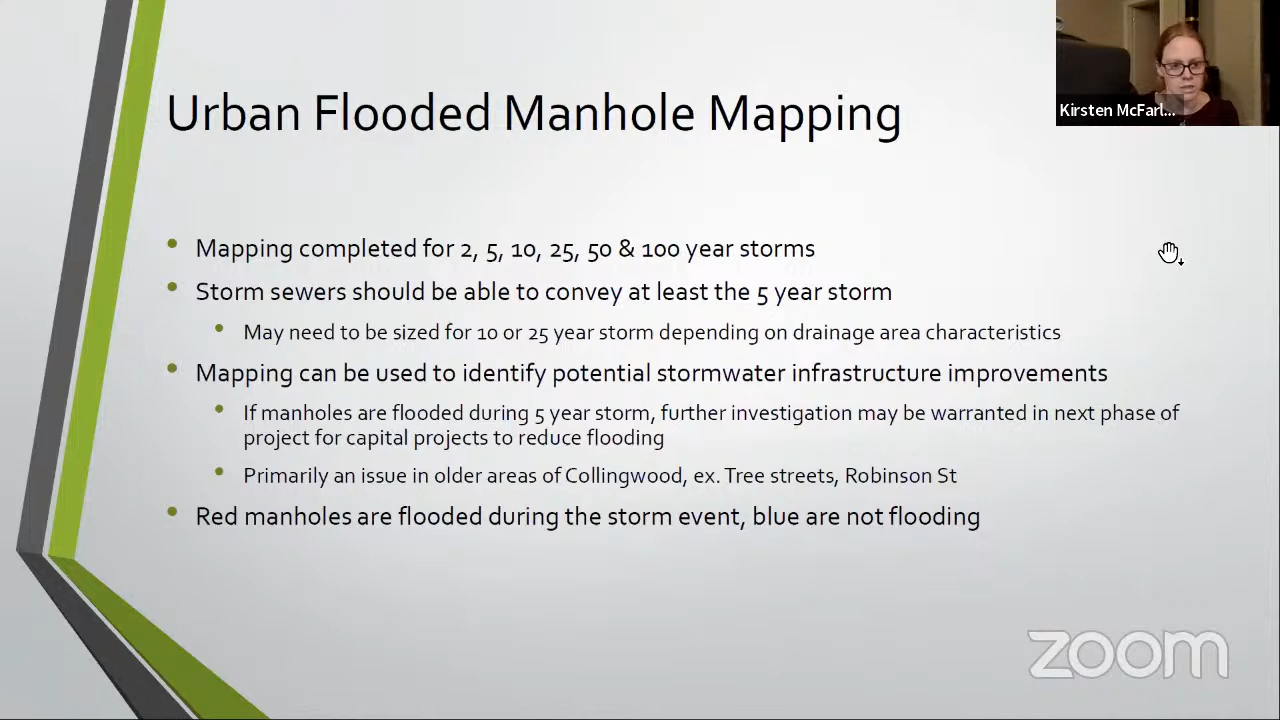 Urban Flooded Manhole Mapping
Kirsten McFarl...
Mapping completed for 2, 5, 10, 25, 50 & 100 year storms
Storm sewers should be able to convey at least the 5 year storm
May need to be sized for 10 or 25 year storm depending on drainage area characteristics
Mapping can be used to identify potential stormwater infrastructure improvements
If manholes are flooded during 5 year storm, further investigation may be warranted in next phase of
project for capital projects to reduce flooding
Primarily an issue in older areas of Collingwood, ex. Tree streets, Robinson St
Red manholes are flooded during the storm event, blue are not flooding
zoom